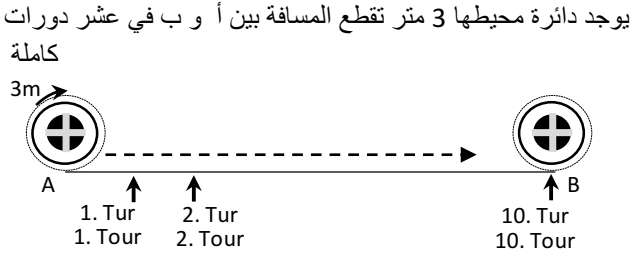 يوجد دائرة محيطها 3 متر تقطع المسافة بين أ و ب في عشر دورات
كاملة
3m
A
B
1. Tur
2. Tur
10. Tur
1. Tour
2. Tour
10. Tour